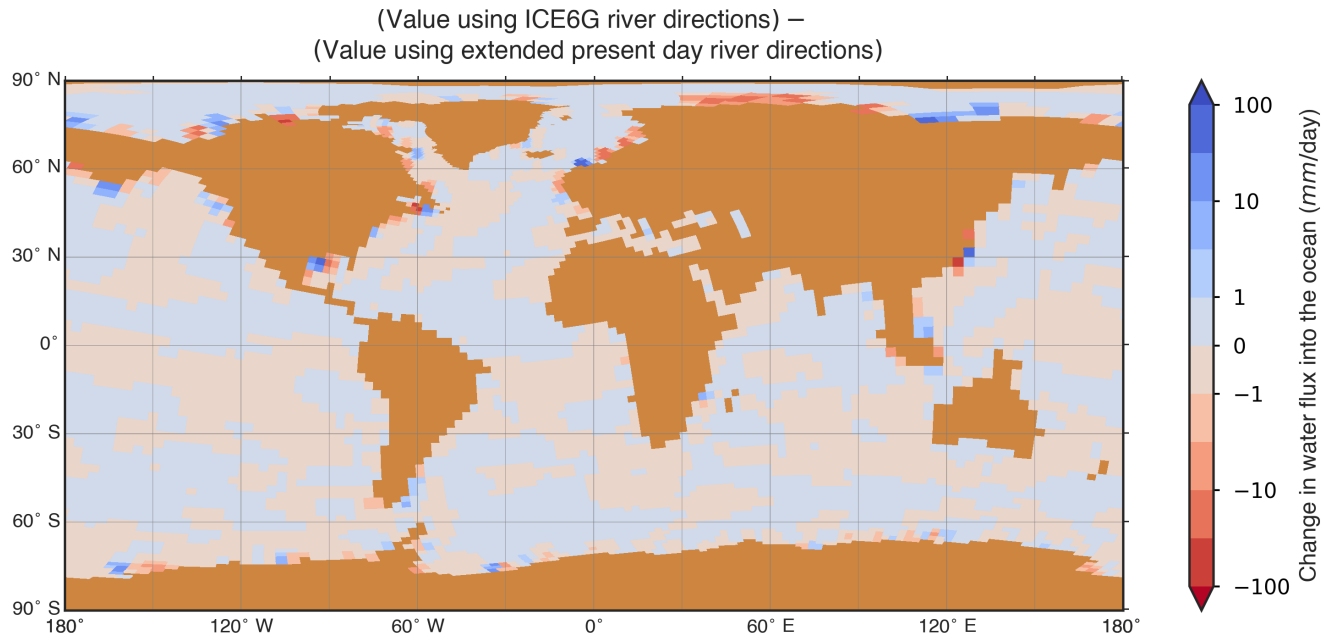 (Value using ICE6G river directions) −
(Value using extended present day river directions)
90° N
60° N
30° N
0°
30° S
60° S
90° S
180°
120° W
60° W
0°
60° E
120° E
180°
100
10
1
0
−1
−10
−100
Change in water flux into the ocean (mm/day)